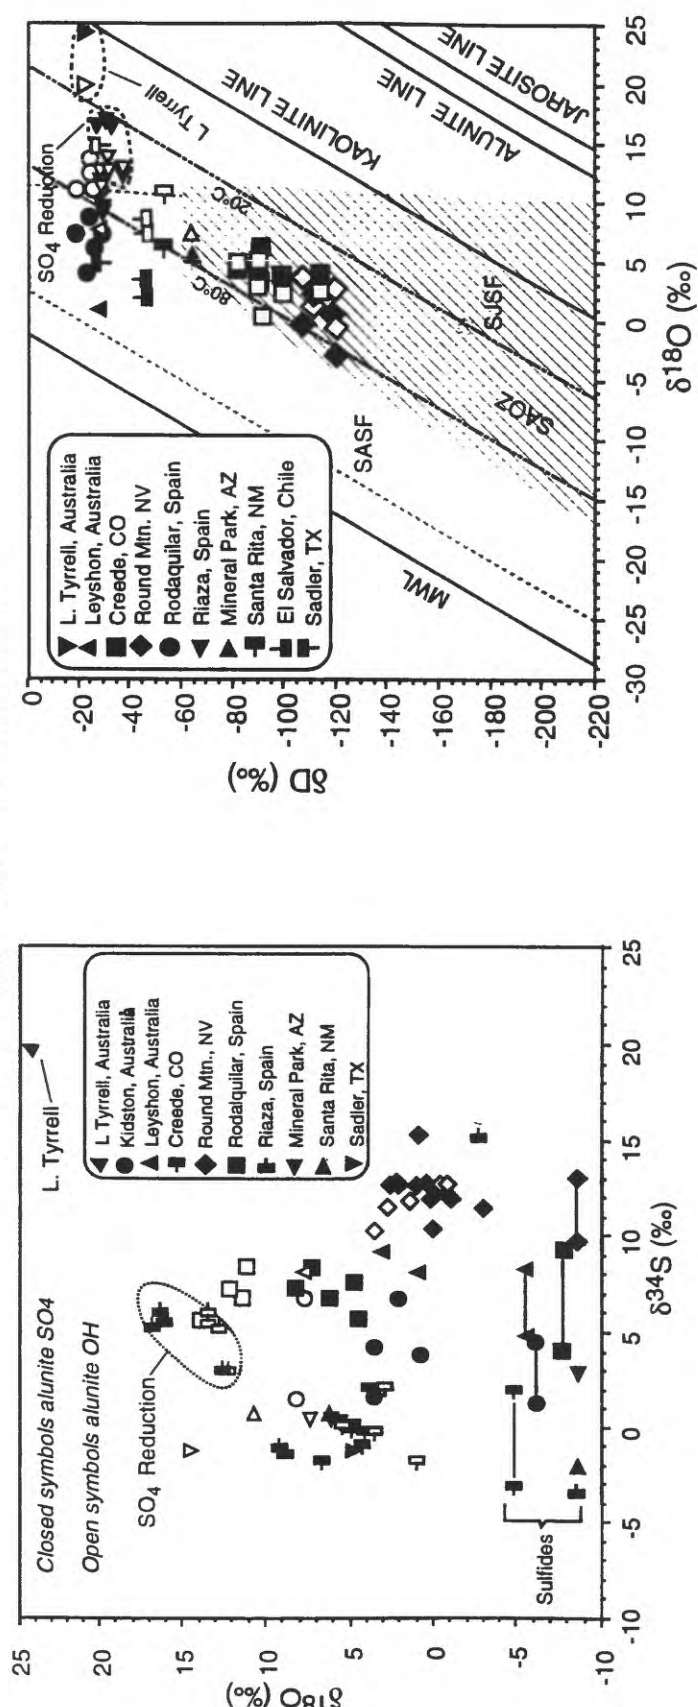 Closed symbols alunite SO4
Open symbols alunite OH
L. Tyrrell
SO4 Reduction
L Tyrrell, Australia
Kidston, Australia
Leyshon, Australia
Creede, CO
Round Mtn., NV
Rodalquilar, Spain
Riaza, Spain
Mineral Park, AZ
Santa Rita, NM
Sadler, TX
Sulfides
25
20
15
10
5
0
-5
-10
δ18O (‰)
-10
-5
0
5
10
15
20
25
δ34S (‰)
SO4 Reduction
L Tyrrell
KAOLINITE LINE
ALUNITE LINE
JAROSITE LINE
20°C
80°C
SASF
SAOZ
SJSF
MWL
L. Tyrrell, Australia
Leyshon, Australia
Creede, CO
Round Mtn. NV
Rodaquilar, Spain
Riaza, Spain
Mineral Park, AZ
Santa Rita, NM
El Salvador, Chile
Sadler, TX
0
-20
-40
-60
-80
-100
-120
-140
-160
-180
-200
-220
δD (‰)
-30
-25
-20
-15
-10
-5
0
5
10
15
20
25
δ18O (‰)